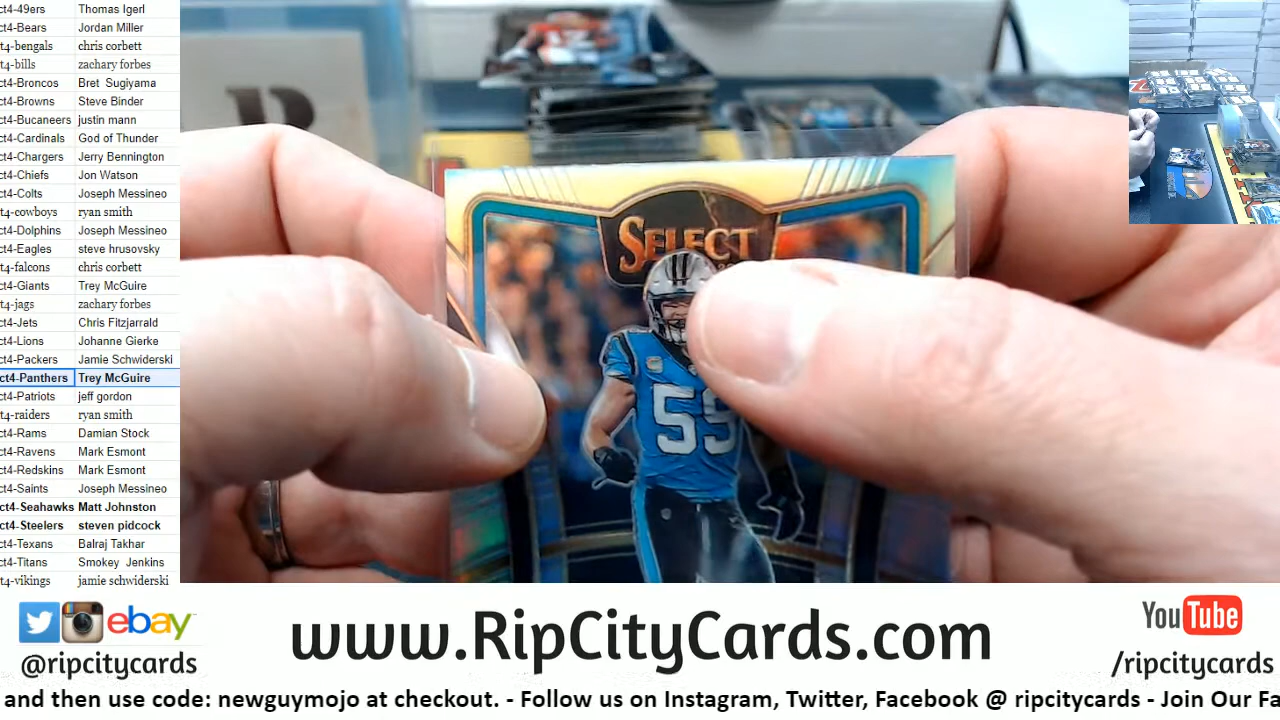 ct4-49ers Thomas Igerl
ct4-Bears Jordan Miller
t4-bengals chris corbett
t4-bills zachary forbes
ct4-Broncos Bret Sugiyama
ct4-Browns Steve Binder
ct4-Bucaneers justin mann
ct4-Cardinals God of Thunder
ct4-Chargers Jerry Bennington
ct4-Chiefs Jon Watson
ct4-Colts Joseph Messineo
t4-cowboys ryan smith
ct4-Dolphins Joseph Messineo
ct4-Eagles steve hrusovsky
t4-falcons chris corbett
ct4-Giants Trey McGuire
t4-jags zachary forbes
ct4-Jets Chris Fitzjarrald
ct4-Lions Johanne Gierke
ct4-Packers Jamie Schwiderski
ct4-Panthers Trey McGuire
ct4-Patriots jeff gordon
t4-raiders ryan smith
ct4-Rams Damian Stock
ct4-Ravens Mark Esmont
ct4-Redskins Mark Esmont
ct4-Saints Joseph Messineo
ct4-Seahawks Matt Johnston
ct4-Steelers steven pidcock
ct4-Texans Balraj Takhar
ct4-Titans Smokey Jenkins
t4-vikings jamie schwiderski
SELECT
59
ebay
@ripcitycards
www.RipCityCards.com
YouTube
/ripcitycards
and then use code: newguymojo at checkout. - Follow us on Instagram, Twitter, Facebook @ ripcitycards - Join Our Fa